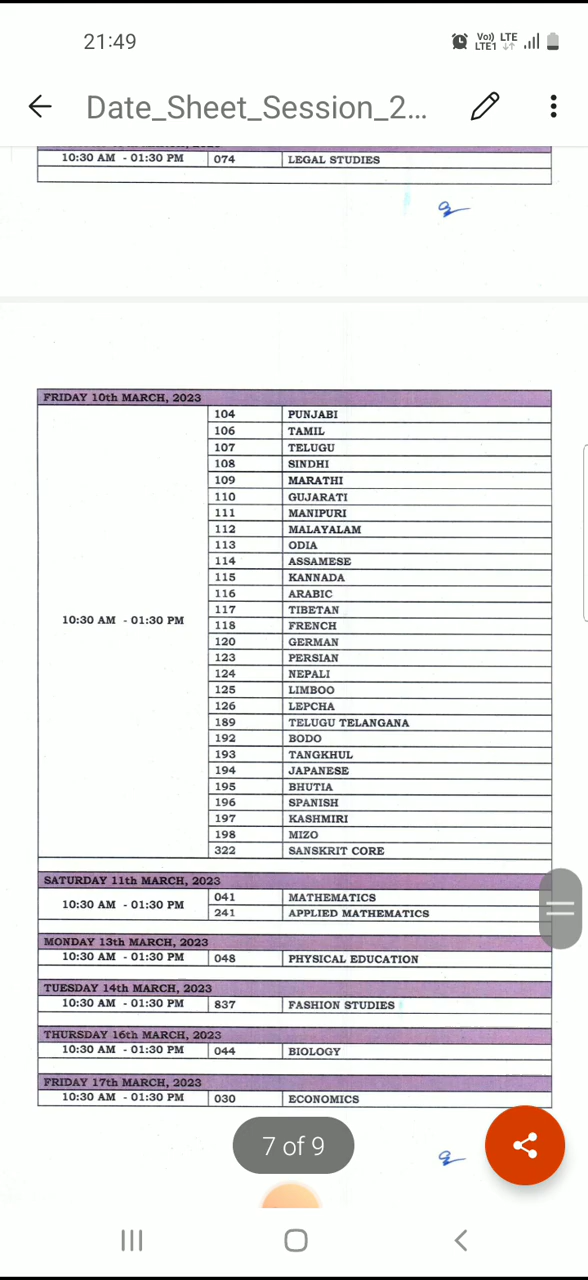 21:49
Vo)) LTE
LTE1
Date_Sheet_Session_2...
10:30 AM - 01:30 PM 074 LEGAL STUDIES
FRIDAY 10th MARCH, 2023
104 PUNJABI
106 TAMIL
107 TELUGU
108 SINDHI
109 MARATHI
110 GUJARATI
111 MANIPURI
112 MALAYALAM
113 ODIA
114 ASSAMESE
115 KANNADA
116 ARABIC
117 TIBETAN
10:30 AM - 01:30 PM 118 FRENCH
120 GERMAN
123 PERSIAN
124 NEPALI
125 LIMBOO
126 LEPCHA
189 TELUGU TELANGANA
192 BODO
193 TANGKHUL
194 JAPANESE
195 BHUTIA
196 SPANISH
197 KASHMIRI
198 MIZO
322 SANSKRIT CORE
SATURDAY 11th MARCH, 2023
10:30 AM - 01:30 PM 041 MATHEMATICS
241 APPLIED MATHEMATICS
MONDAY 13th MARCH, 2023
10:30 AM - 01:30 PM 048 PHYSICAL EDUCATION
TUESDAY 14th MARCH, 2023
10:30 AM - 01:30 PM 837 FASHION STUDIES
THURSDAY 16th MARCH, 2023
10:30 AM - 01:30 PM 044 BIOLOGY
FRIDAY 17th MARCH, 2023
10:30 AM - 01:30 PM 030 ECONOMICS
7 of 9